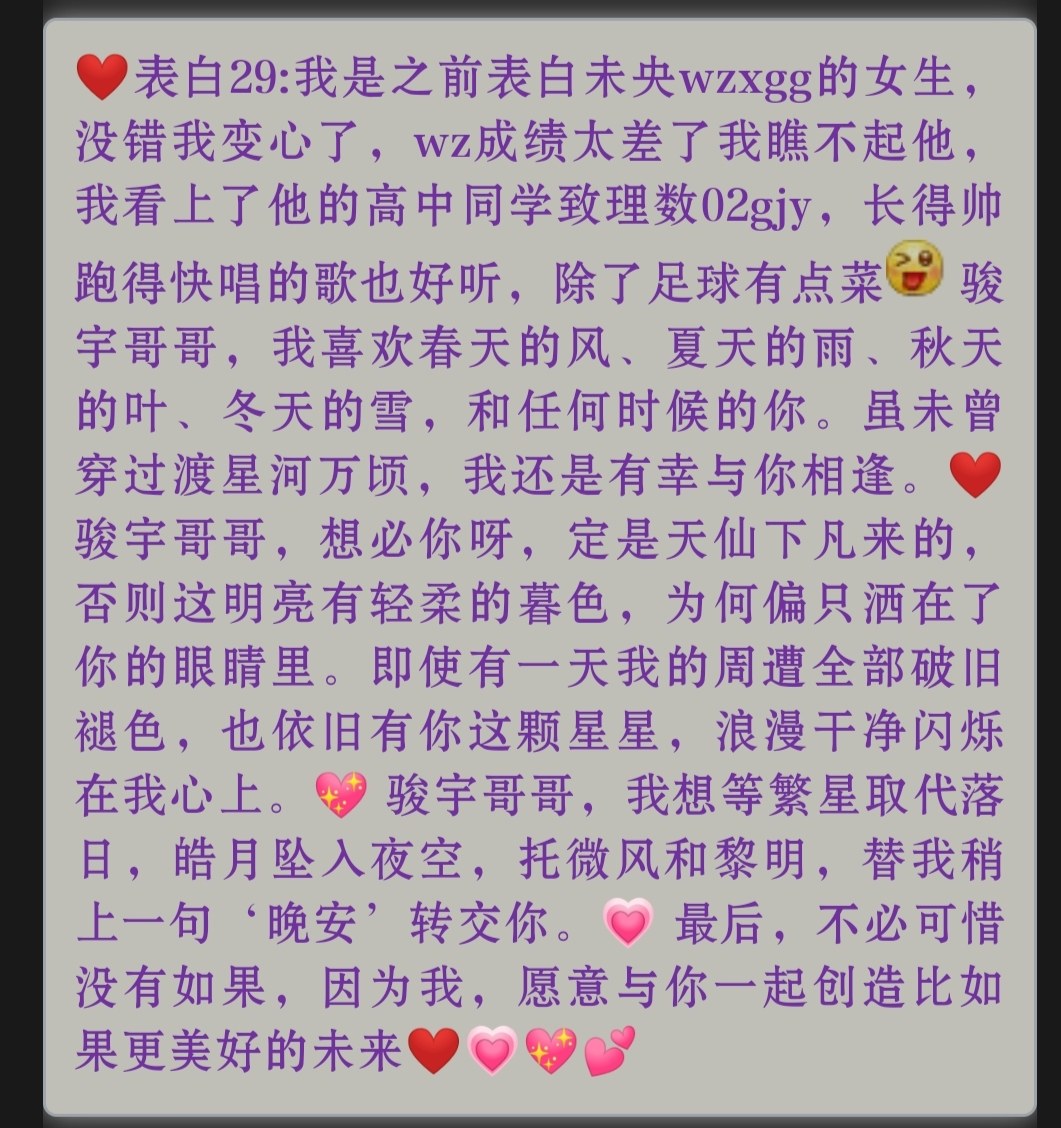 ❤️表白29:我是之前表白未央wzxgg的女生，
没错我变心了，wz成绩太差了我瞧不起他，
我看上了他的高中同学致理数02gjy，长得帅
跑得快唱的歌也好听，除了足球有点菜😜 骏
宇哥哥，我喜欢春天的风、夏天的雨、秋天
的叶、冬天的雪，和任何时候的你。虽未曾
穿过渡星河万顷，我还是有幸与你相逢。❤️
骏宇哥哥，想必你呀，定是天仙下凡来的，
否则这明亮有轻柔的暮色，为何偏只洒在了
你的眼睛里。即使有一天我的周遭全部破旧
褪色，也依旧有你这颗星星，浪漫干净闪烁
在我心上。💖 骏宇哥哥，我想等繁星取代落
日，皓月坠入夜空，托微风和黎明，替我稍
上一句‘晚安’转交你。💗 最后，不必可惜
没有如果，因为我，愿意与你一起创造比如
果更美好的未来❤️💗💖💕